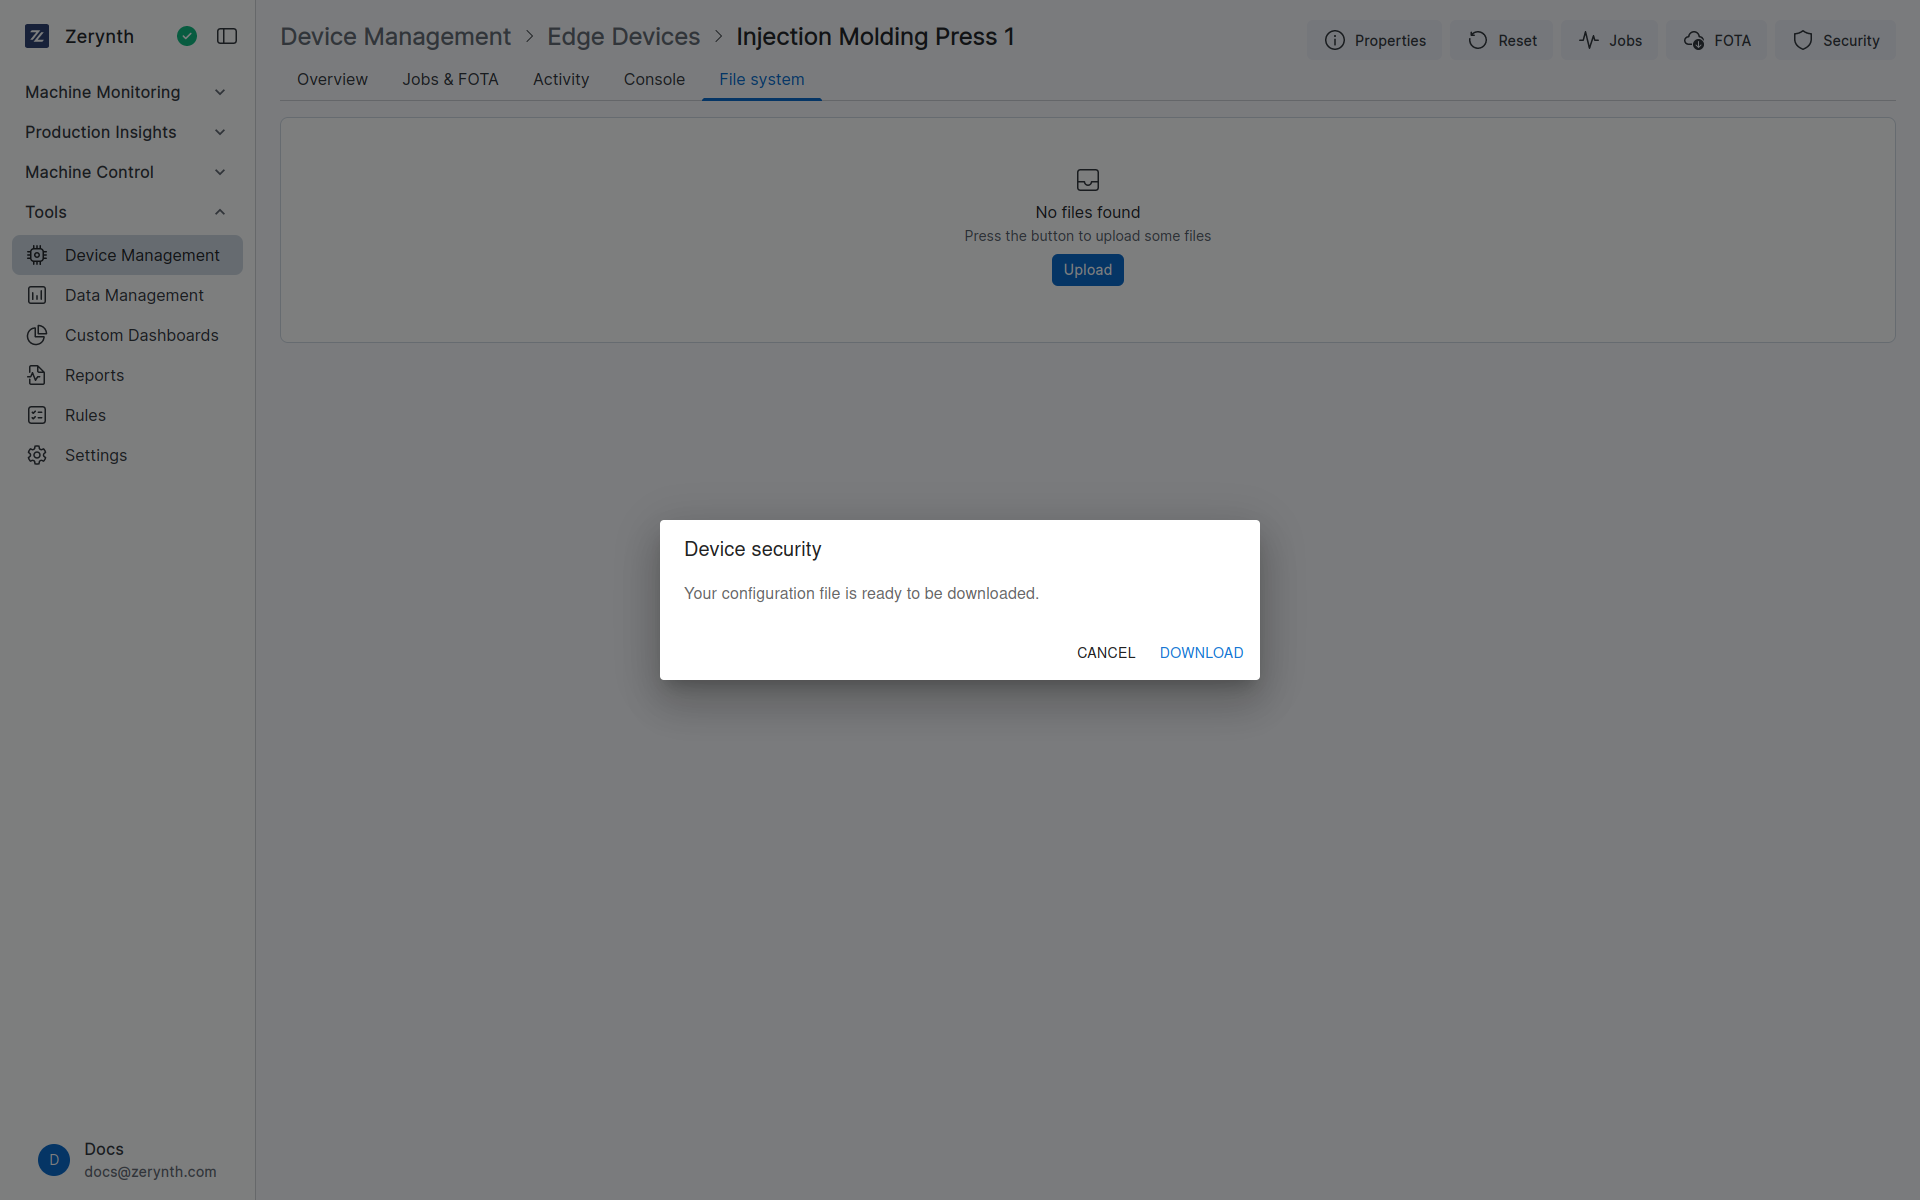 Zerynth
Machine Monitoring
Production Insights
Machine Control
Tools
Device Management
Data Management
Custom Dashboards
Reports
Rules
Settings
Docs
D
docs@zerynth.com
Device Management > Edge Devices > Injection Molding Press 1
Properties
Reset
Jobs
FOTA
Security
Overview
Jobs & FOTA
Activity
Console
File system
No files found
Press the button to upload some files
Upload
Device security
Your configuration file is ready to be downloaded.
CANCEL
DOWNLOAD